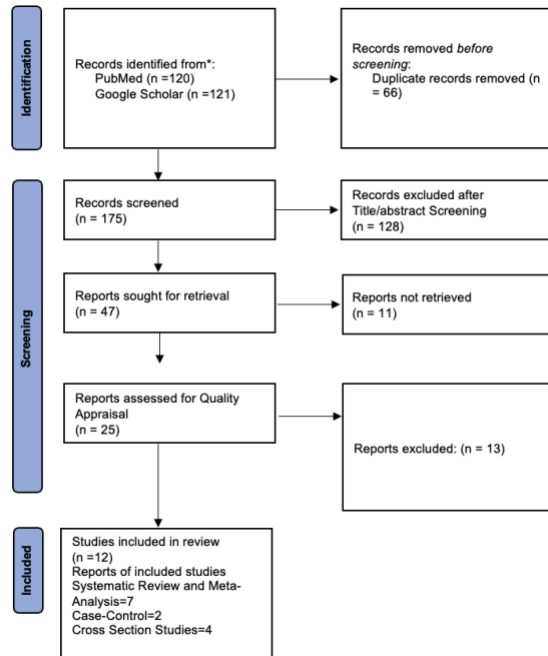 Identification
Records identified from*:
PubMed (n =120)
Google Scholar (n =121)
Records removed before
screening:
Duplicate records removed (n
= 66)
Screening
Records screened
(n = 175)
Records excluded after
Title/abstract Screening
(n = 128)
Reports sought for retrieval
(n = 47)
Reports not retrieved
(n = 11)
Reports assessed for Quality
Appraisal
(n = 25)
Reports excluded: (n = 13)
Included
Studies included in review
(n =12)
Reports of included studies
Systematic Review and Meta-
Analysis=7
Case-Control=2
Cross Section Studies=4